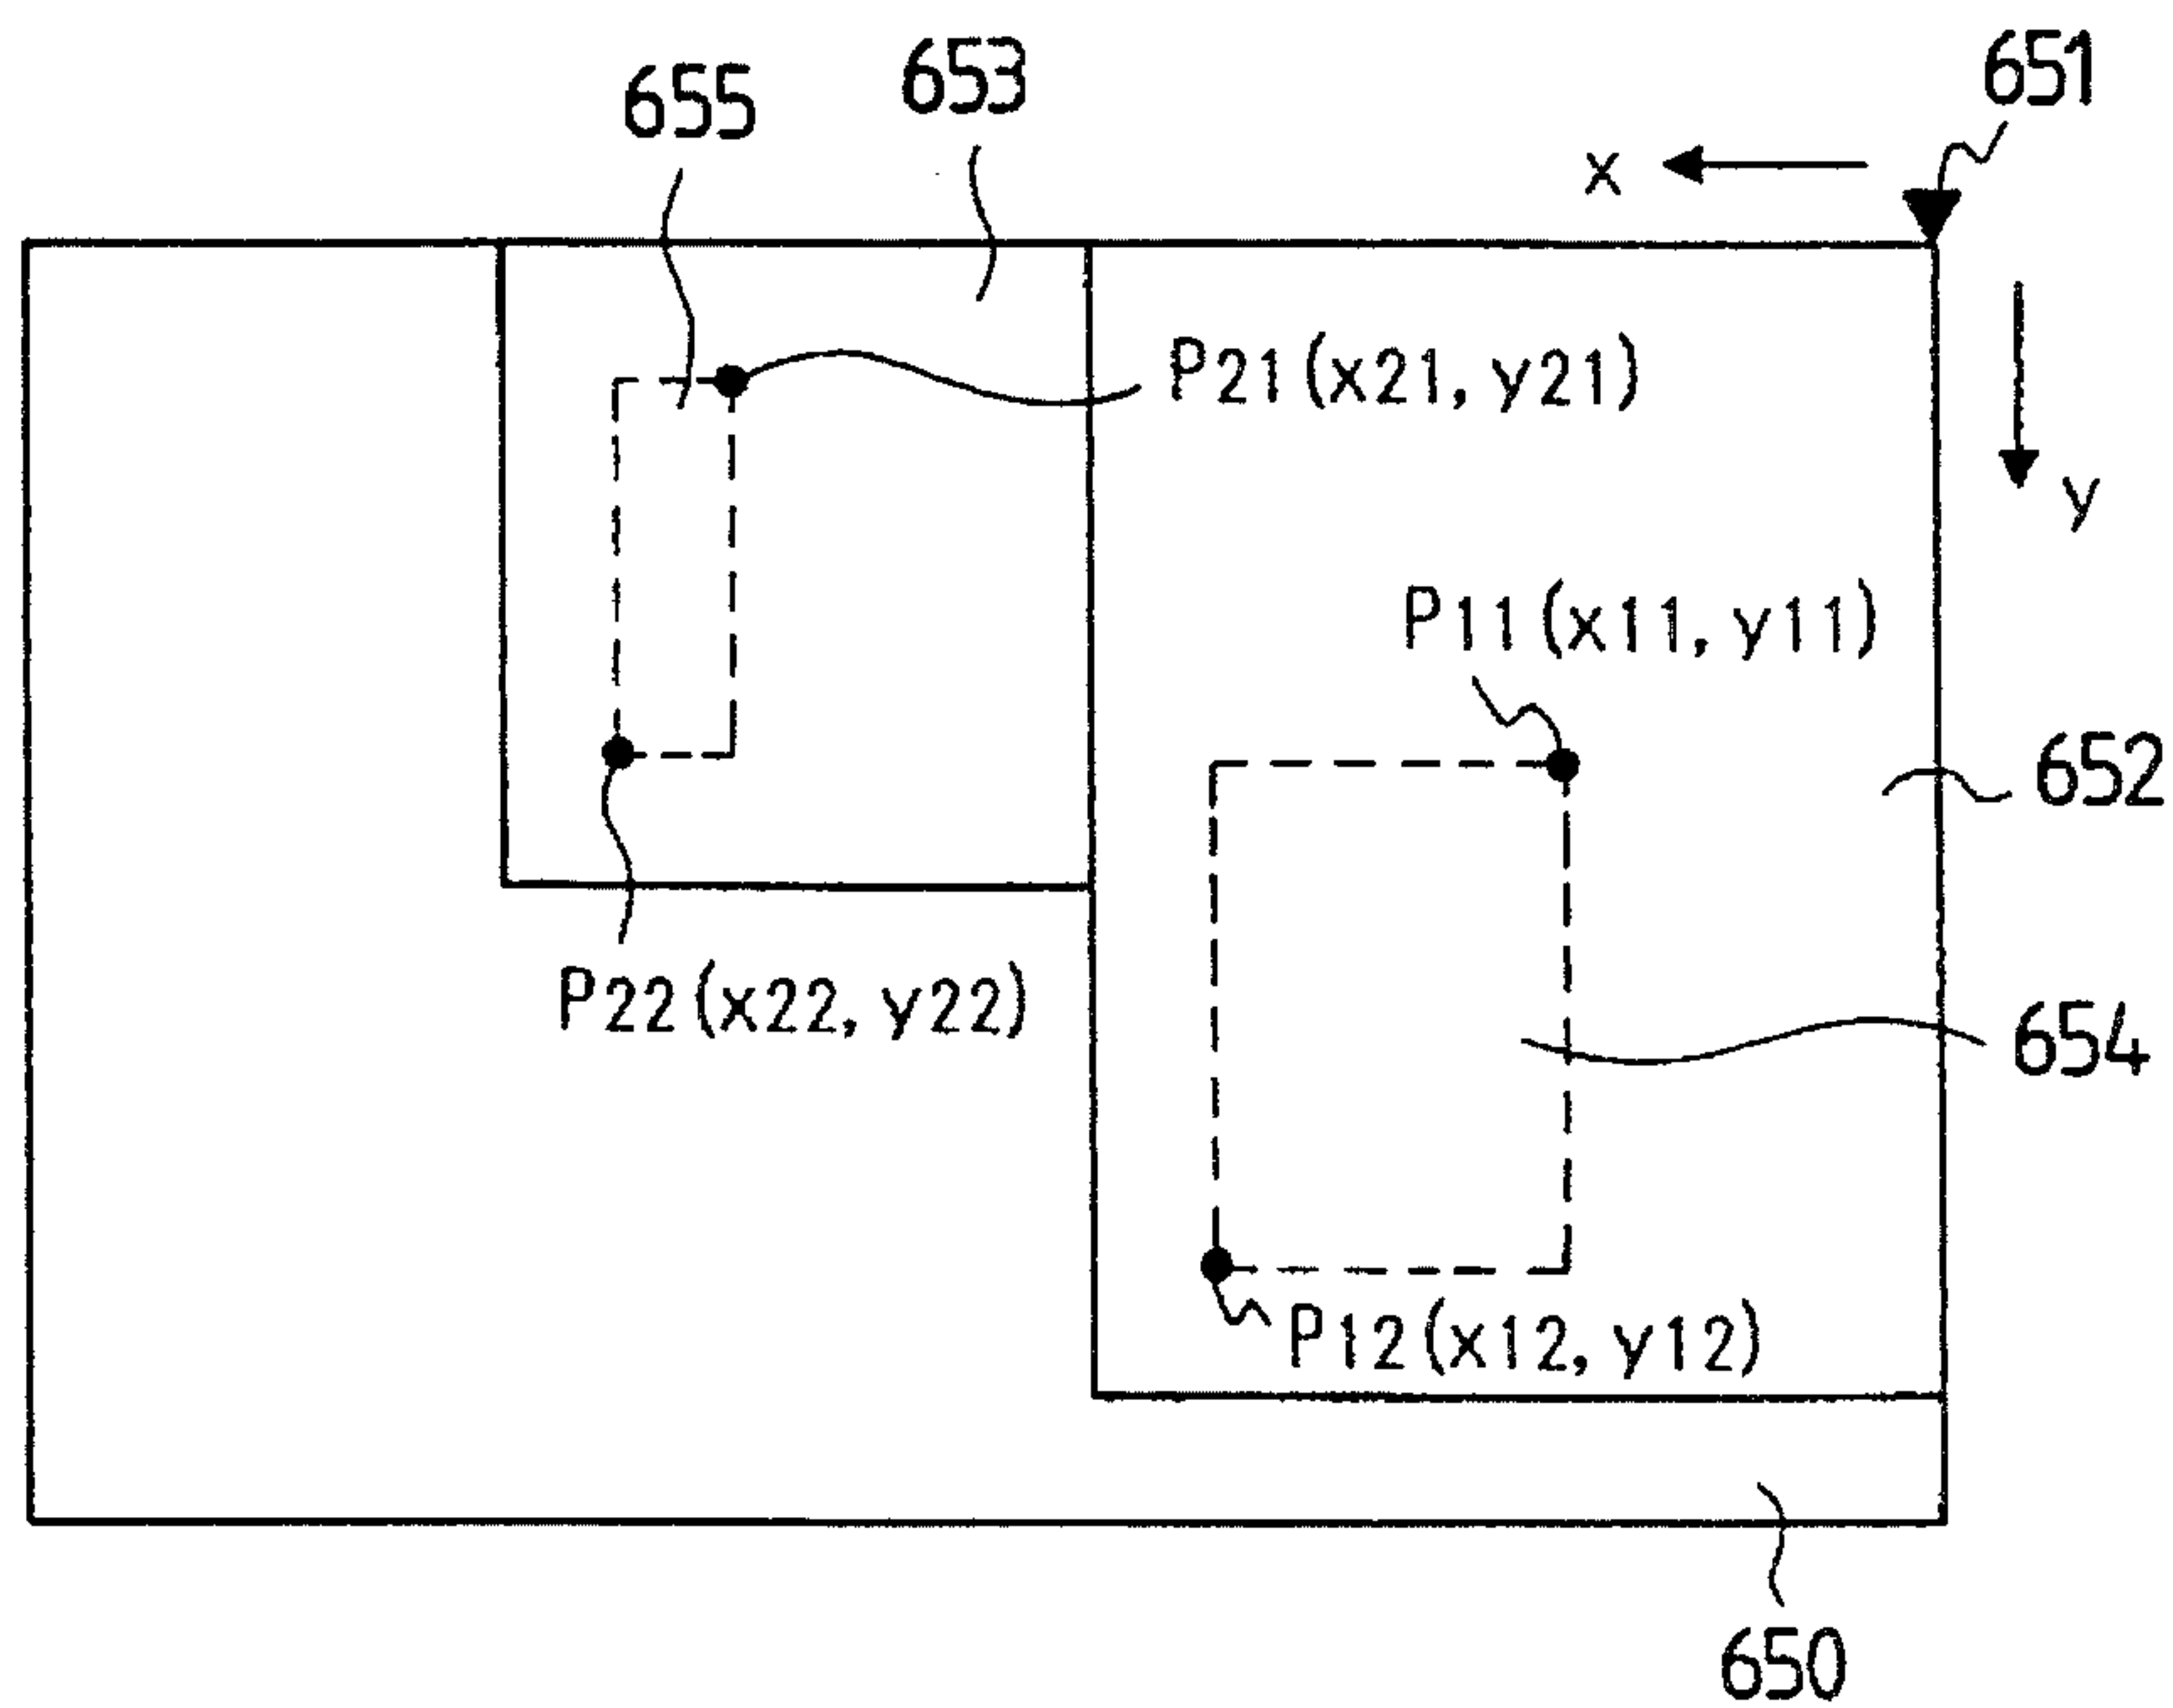 651
653
655
x
P21(x21,y21)
y
P11(x11,y11)
652
P22(x22,y22)
654
P12(x12,y12)
650